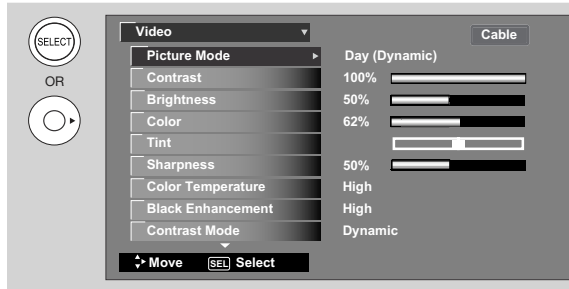 SELECT
OR
Video
Cable
Picture Mode Day (Dynamic)
Contrast 100%
Brightness 50%
Color 62%
Tint
Sharpness 50%
Color Temperature High
Black Enhancement High
Contrast Mode Dynamic
Move SEL Select